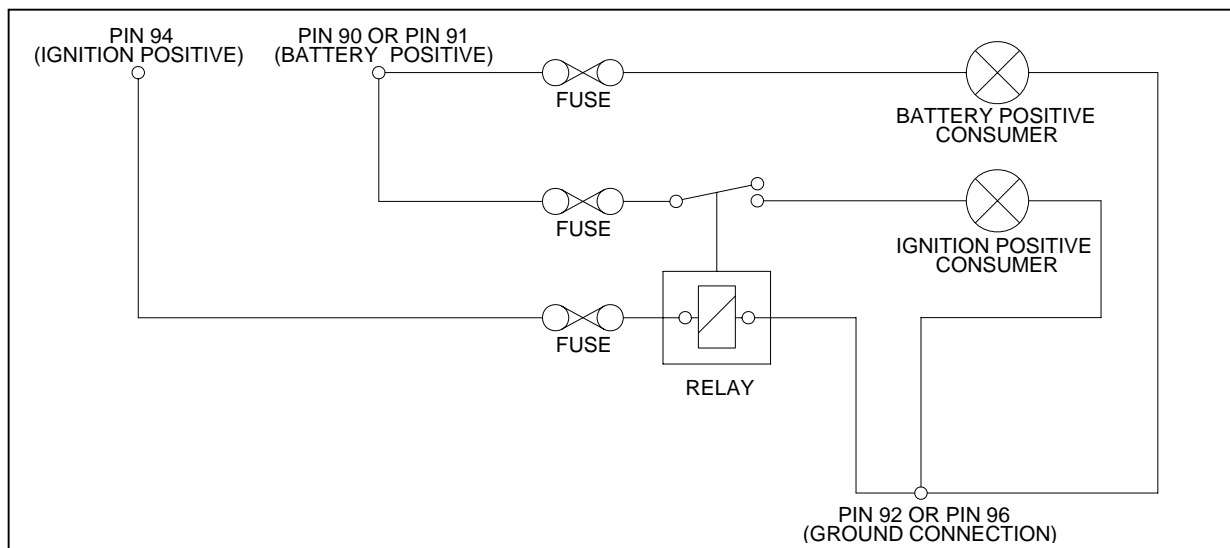 PIN 94
(IGNITION POSITIVE)
PIN 90 OR PIN 91
(BATTERY POSITIVE)
FUSE
BATTERY POSITIVE
CONSUMER
FUSE
IGNITION POSITIVE
CONSUMER
FUSE
RELAY
PIN 92 OR PIN 96
(GROUND CONNECTION)